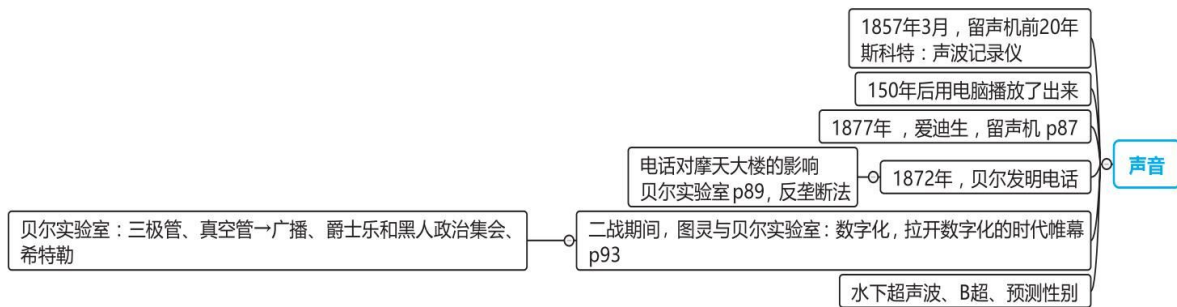 1857年3月，留声机前20年
斯科特：声波记录仪
150年后用电脑播放了出来
1877年 ，爱迪生，留声机 p87
声音
电话对摩天大楼的影响
贝尔实验室p89，反垄断法
1872年，贝尔发明电话
贝尔实验室：三极管、真空管→广播、爵士乐和黑人政治集会、
希特勒
二战期间，图灵与贝尔实验室：数字化，拉开数字化的时代帷幕
p93
水下超声波、B超、预测性别